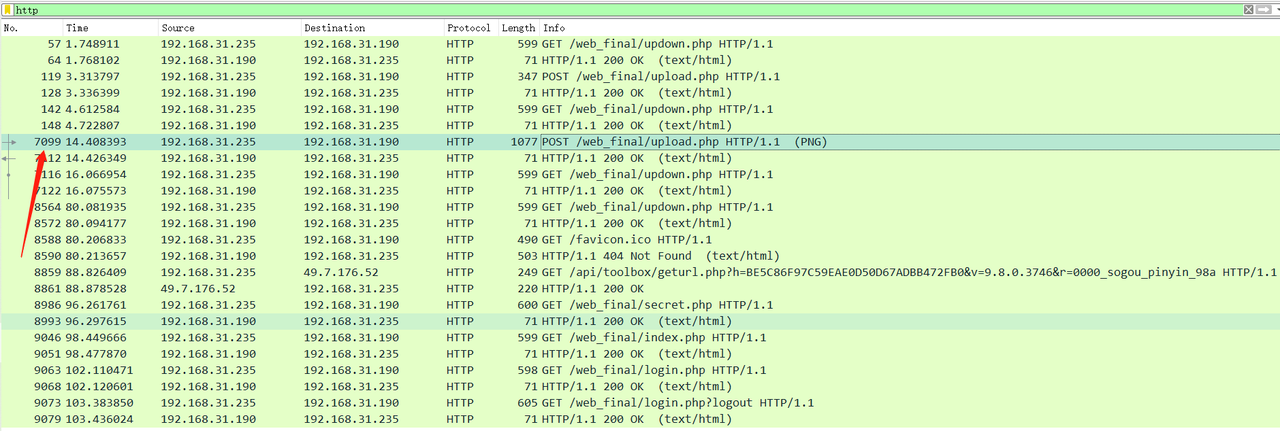 http
No. Time Source Destination Protocol Length Info
57 1.748911 192.168.31.235 192.168.31.190 HTTP 599 GET /web_final/updown.php HTTP/1.1
64 1.768102 192.168.31.190 192.168.31.235 HTTP 71 HTTP/1.1 200 OK (text/html)
119 3.313797 192.168.31.235 192.168.31.190 HTTP 347 POST /web_final/upload.php HTTP/1.1
128 3.336399 192.168.31.190 192.168.31.235 HTTP 71 HTTP/1.1 200 OK (text/html)
142 4.612584 192.168.31.235 192.168.31.190 HTTP 599 GET /web_final/updown.php HTTP/1.1
148 4.722807 192.168.31.190 192.168.31.235 HTTP 71 HTTP/1.1 200 OK (text/html)
7099 14.408393 192.168.31.235 192.168.31.190 HTTP 1077 POST /web_final/upload.php HTTP/1.1 (PNG)
7112 14.426349 192.168.31.190 192.168.31.235 HTTP 71 HTTP/1.1 200 OK (text/html)
7116 16.066954 192.168.31.235 192.168.31.190 HTTP 599 GET /web_final/updown.php HTTP/1.1
7122 16.075573 192.168.31.190 192.168.31.235 HTTP 71 HTTP/1.1 200 OK (text/html)
8564 80.081935 192.168.31.235 192.168.31.190 HTTP 599 GET /web_final/updown.php HTTP/1.1
8572 80.094177 192.168.31.190 192.168.31.235 HTTP 71 HTTP/1.1 200 OK (text/html)
8588 80.206833 192.168.31.235 192.168.31.190 HTTP 490 GET /favicon.ico HTTP/1.1
8590 80.213657 192.168.31.190 192.168.31.235 HTTP 503 HTTP/1.1 404 Not Found (text/html)
8859 88.826409 192.168.31.235 49.7.176.52 HTTP 249 GET /api/toolbox/geturl.php?h=BE5C86F97C59EAE0D50D67ADBB472FB0&v=9.8.0.3746&r=0000_sogou_pinyin_98a HTTP/1.1
8861 88.878528 49.7.176.52 192.168.31.235 HTTP 220 HTTP/1.1 200 OK
8986 96.261761 192.168.31.235 192.168.31.190 HTTP 600 GET /web_final/secret.php HTTP/1.1
8993 96.297615 192.168.31.190 192.168.31.235 HTTP 71 HTTP/1.1 200 OK (text/html)
9046 98.449666 192.168.31.235 192.168.31.190 HTTP 599 GET /web_final/index.php HTTP/1.1
9051 98.477870 192.168.31.190 192.168.31.235 HTTP 71 HTTP/1.1 200 OK (text/html)
9063 102.110471 192.168.31.235 192.168.31.190 HTTP 598 GET /web_final/login.php HTTP/1.1
9068 102.120601 192.168.31.190 192.168.31.235 HTTP 71 HTTP/1.1 200 OK (text/html)
9073 103.383850 192.168.31.235 192.168.31.190 HTTP 605 GET /web_final/login.php?logout HTTP/1.1
9079 103.436024 192.168.31.190 192.168.31.235 HTTP 71 HTTP/1.1 200 OK (text/html)